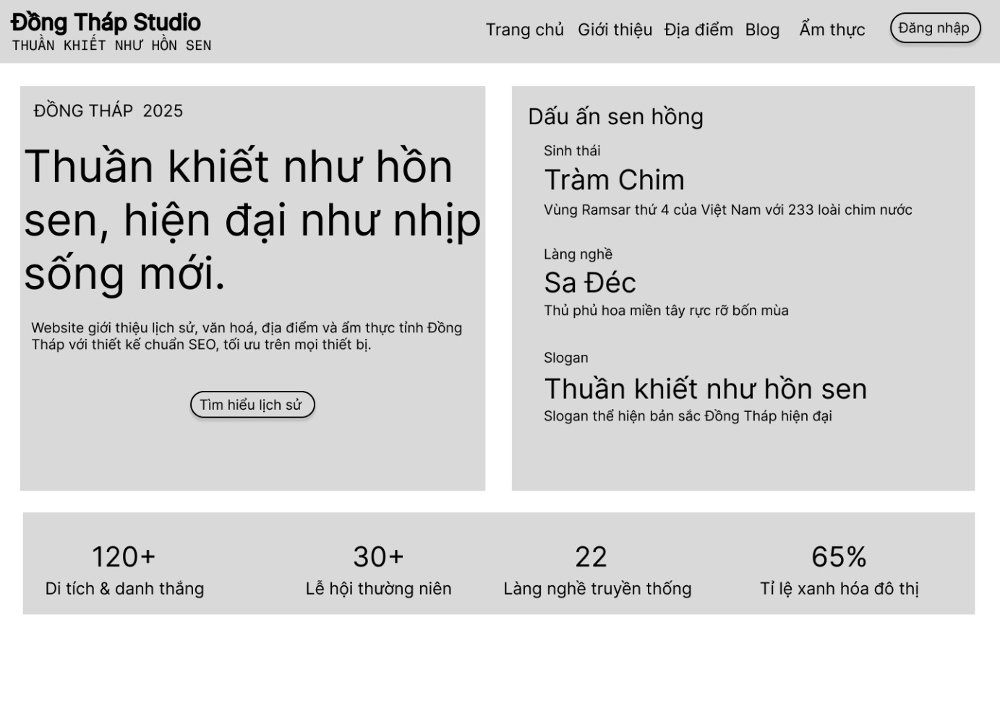 Đồng Tháp Studio
THUẦN KHIẾT NHƯ HỒN SEN
Trang chủ Giới thiệu Địa điểm Blog Ẩm thực Đăng nhập
ĐỒNG THÁP 2025
Thuần khiết như hồn
sen, hiện đại như nhịp
sống mới.
Website giới thiệu lịch sử, văn hoá, địa điểm và ẩm thực tỉnh Đồng
Tháp với thiết kế chuẩn SEO, tối ưu trên mọi thiết bị.
Tìm hiểu lịch sử
Dấu ấn sen hồng
Sinh thái
Tràm Chim
Vùng Ramsar thứ 4 của Việt Nam với 233 loài chim nước
Làng nghề
Sa Đéc
Thủ phủ hoa miền tây rực rỡ bốn mùa
Slogan
Thuần khiết như hồn sen
Slogan thể hiện bản sắc Đồng Tháp hiện đại
120+ 30+ 22 65%
Di tích & danh thắng Lễ hội thường niên Làng nghề truyền thống Tỉ lệ xanh hóa đô thị